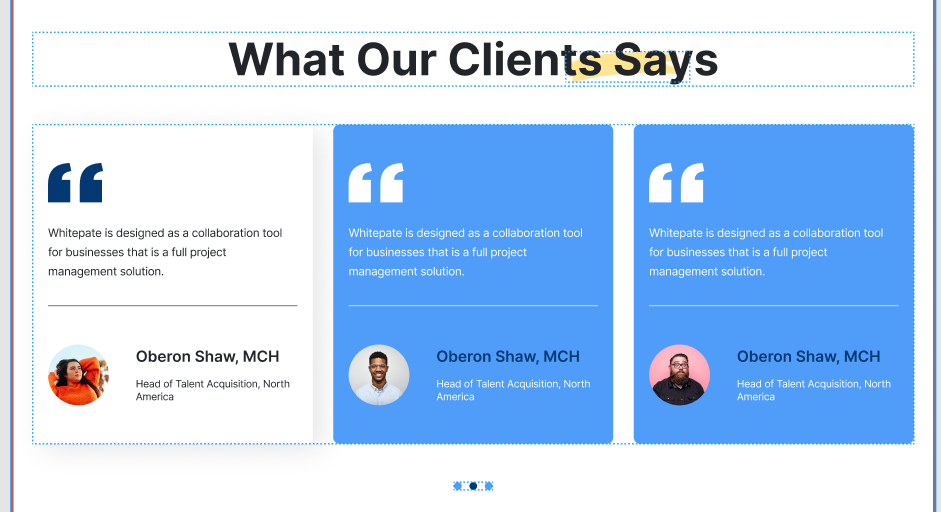 What Our Clients Says
Whitepate is designed as a collaboration tool
for businesses that is a full project
management solution.
Oberon Shaw, MCH
Head of Talent Acquisition, North
America
Whitepate is designed as a collaboration tool
for businesses that is a full project
management solution.
Oberon Shaw, MCH
Head of Talent Acquisition, North
America
Whitepate is designed as a collaboration tool
for businesses that is a full project
management solution.
Oberon Shaw, MCH
Head of Talent Acquisition, North
America